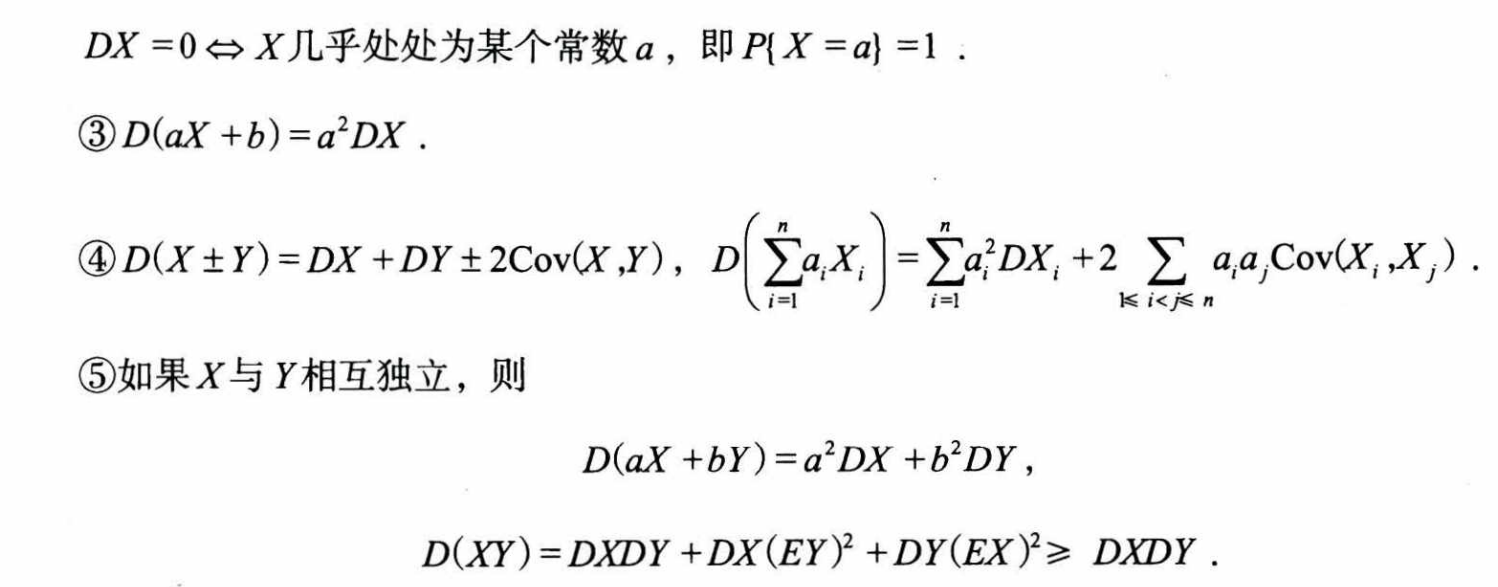 DX = 0 ⇔ X 几乎处处为某个常数 a ，即 P{ X = a} = 1 .
③ D(aX + b) = a²DX .
④ D(X ± Y) = DX + DY ± 2Cov(X ,Y) ，D(∑_{i=1}^{n} a_i X_i) = ∑_{i=1}^{n} a_i² DX_i + 2 ∑_{1≤ i< j≤ n} a_i a_j Cov(X_i ,X_j) .
⑤如果 X 与 Y 相互独立，则
D(aX + bY) = a²DX + b²DY ,
D(XY) = DXDY + DX(EY)² + DY(EX)² ≥ DXDY .